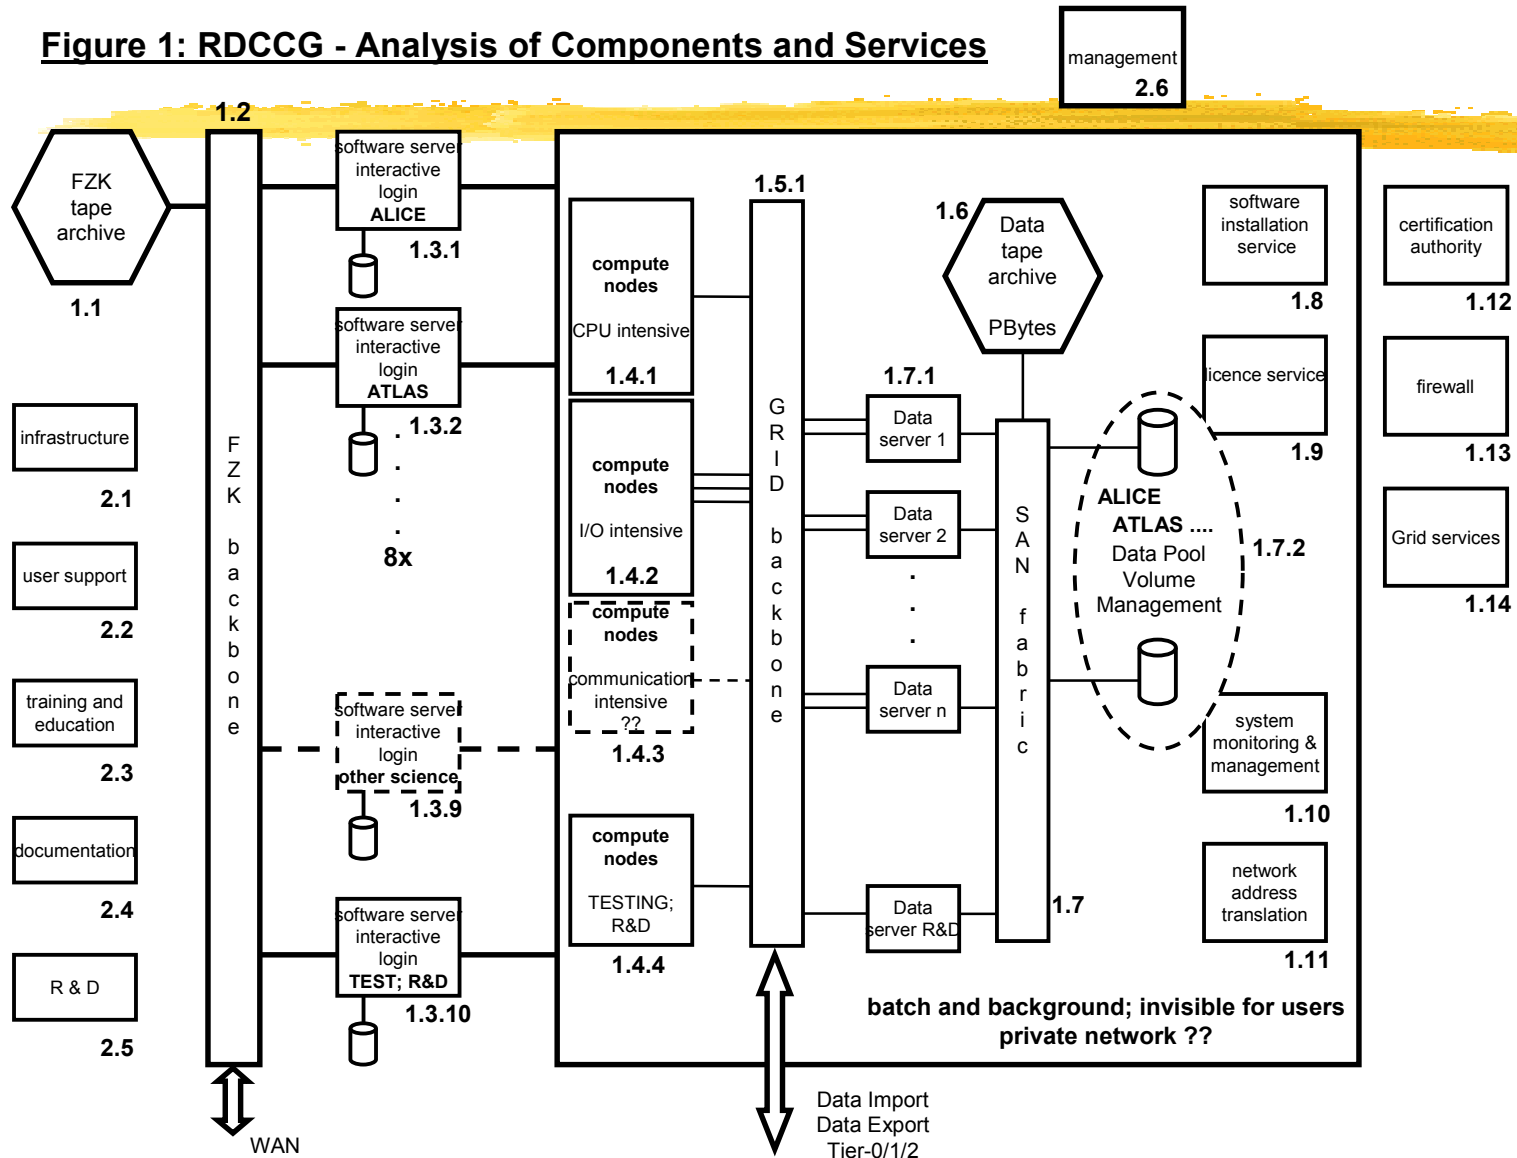 Figure 1: RDCCG - Analysis of Components and Services
management
2.6
1.2
FZK
tape
archive
1.1
infrastructure
2.1
user support
2.2
training and
education
2.3
documentation
2.4
R & D
2.5
FZK backbone
WAN
software server
interactive
login
ALICE
1.3.1
software server
interactive
login
ATLAS
1.3.2
.
.
.
.
8x
software server
interactive
login
other science
1.3.9
software server
interactive
login
TEST; R&D
1.3.10
compute
nodes
CPU intensive
1.4.1
compute
nodes
I/O intensive
1.4.2
compute
nodes
communication
intensive
??
1.4.3
compute
nodes
TESTING;
R&D
1.4.4
1.5.1
GRID backbone
1.6
Data
tape
archive
PBytes
1.7.1
Data
server 1
Data
server 2
.
.
.
Data
server n
Data
server R&D
SAN fabric
1.7
ALICE
ATLAS ....
Data Pool
Volume
Management
1.7.2
software
installation
service
1.8
licence service
1.9
system
monitoring &
management
1.10
network
address
translation
1.11
certification
authority
1.12
firewall
1.13
Grid services
1.14
batch and background; invisible for users
private network ??
Data Import
Data Export
Tier-0/1/2